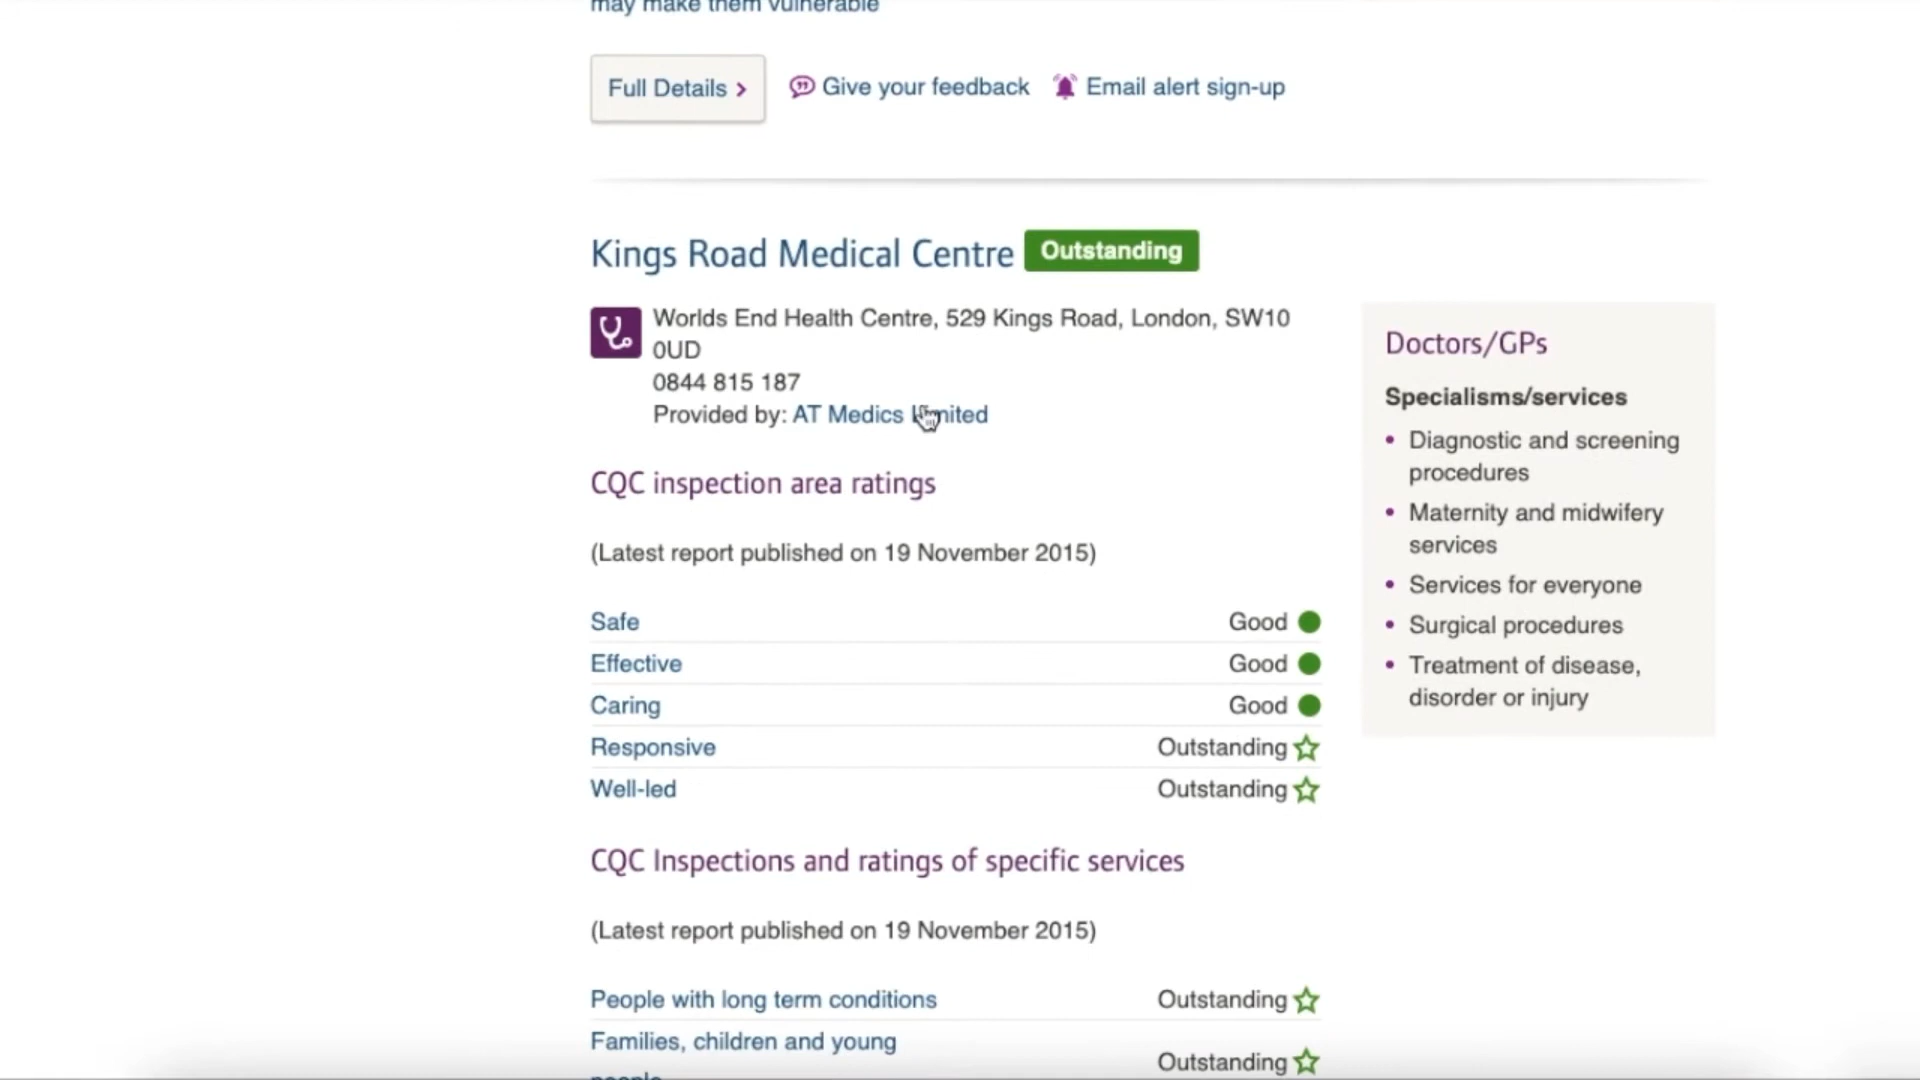 may make them vulnerable
Full Details
Give your feedback
Email alert sign-up
Kings Road Medical Centre
Outstanding
Worlds End Health Centre, 529 Kings Road, London, SW10
0UD
0844 815 187
Provided by: AT Medics Limited
CQC inspection area ratings
(Latest report published on 19 November 2015)
Safe Good
Effective Good
Caring Good
Responsive Outstanding
Well-led Outstanding
CQC Inspections and ratings of specific services
(Latest report published on 19 November 2015)
People with long term conditions Outstanding
Families, children and young
people
Outstanding
Doctors/GPs
Specialisms/services
• Diagnostic and screening
procedures
• Maternity and midwifery
services
• Services for everyone
• Surgical procedures
• Treatment of disease,
disorder or injury